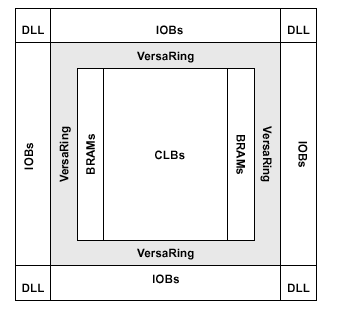 DLL IOBs DLL
VersaRing
IOBs VersaRing BRAMs CLBs BRAMs VersaRing IOBs
VersaRing
DLL IOBs DLL